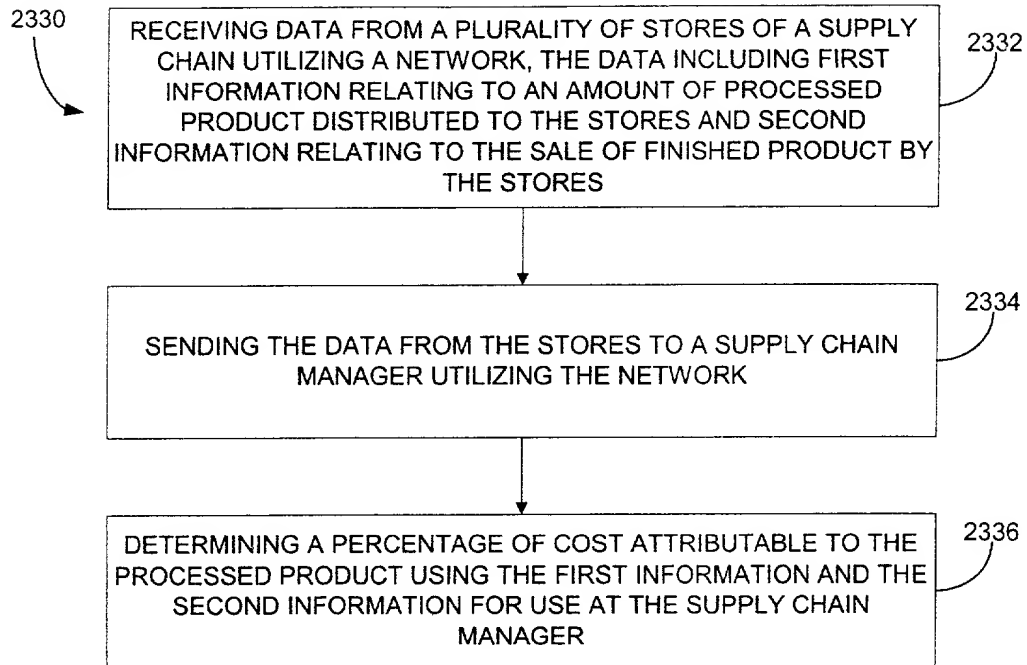 2330
RECEIVING DATA FROM A PLURALITY OF STORES OF A SUPPLY
CHAIN UTILIZING A NETWORK, THE DATA INCLUDING FIRST
INFORMATION RELATING TO AN AMOUNT OF PROCESSED
PRODUCT DISTRIBUTED TO THE STORES AND SECOND
INFORMATION RELATING TO THE SALE OF FINISHED PRODUCT BY
THE STORES
2332
SENDING THE DATA FROM THE STORES TO A SUPPLY CHAIN
MANAGER UTILIZING THE NETWORK
2334
DETERMINING A PERCENTAGE OF COST ATTRIBUTABLE TO THE
PROCESSED PRODUCT USING THE FIRST INFORMATION AND THE
SECOND INFORMATION FOR USE AT THE SUPPLY CHAIN
MANAGER
2336